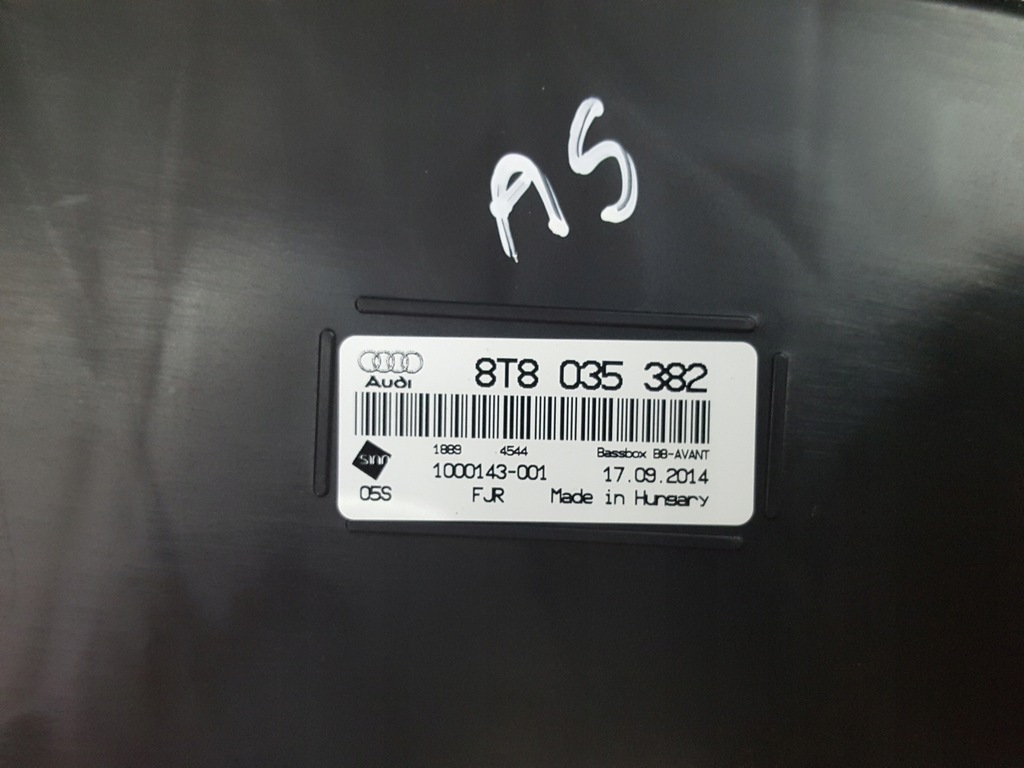 AS
8T8 035 382
Audi
1889 4544 Bassbox B8-AVANT
1000143-001 17.09.2014
05S FJR Made in Hungary